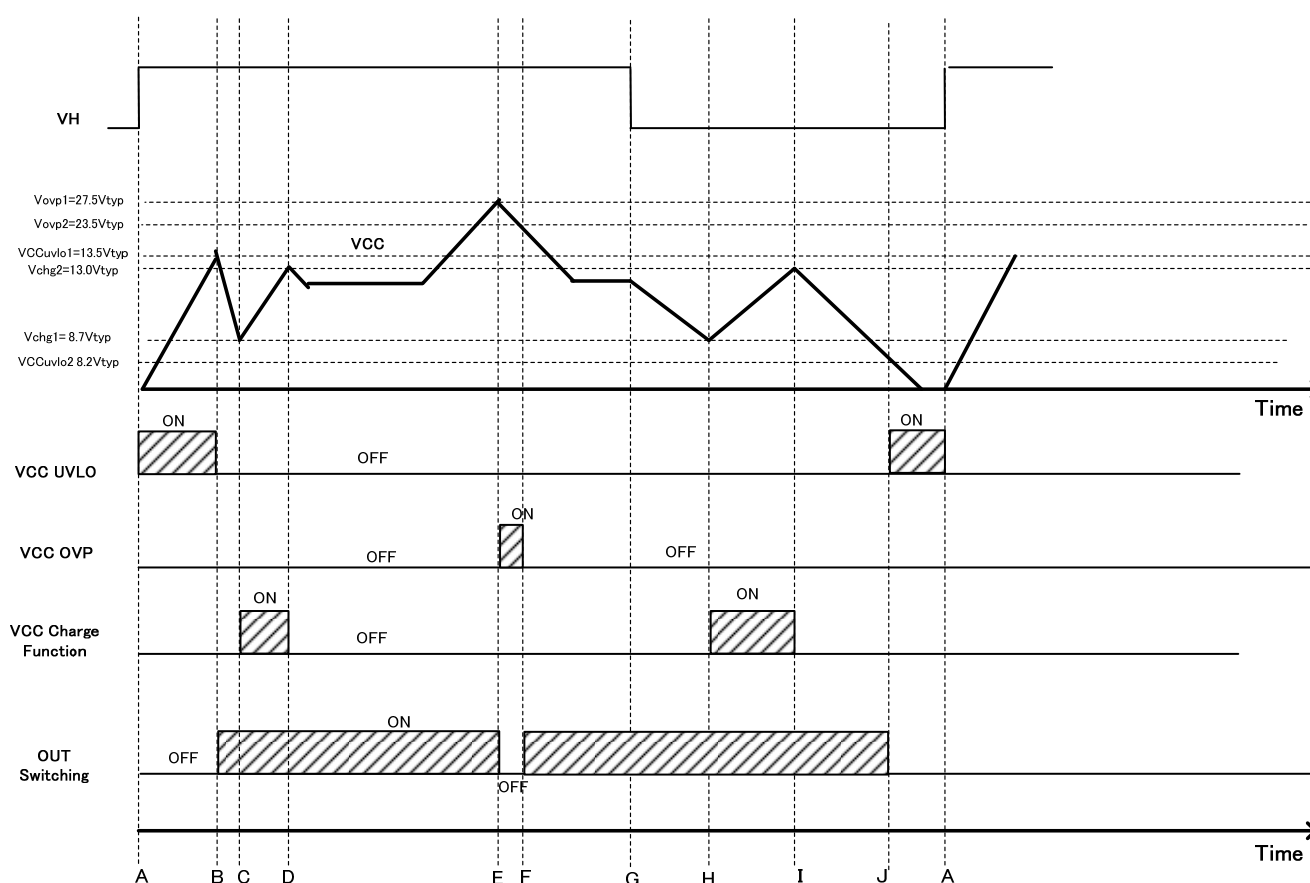 VH
Vovp1=27.5Vtyp
Vovp2=23.5Vtyp
VCCuvlo1=13.5Vtyp
VCC
Vchg2=13.0Vtyp
Vchg1= 8.7Vtyp
VCCuvlo2 8.2Vtyp
Time
ON
ON
VCC UVLO
OFF
ON
VCC OVP
OFF
OFF
ON
ON
VCC Charge
Function
OFF
ON
OUT
Switching
OFF
OFF
Time
A B C D E F G H I J A